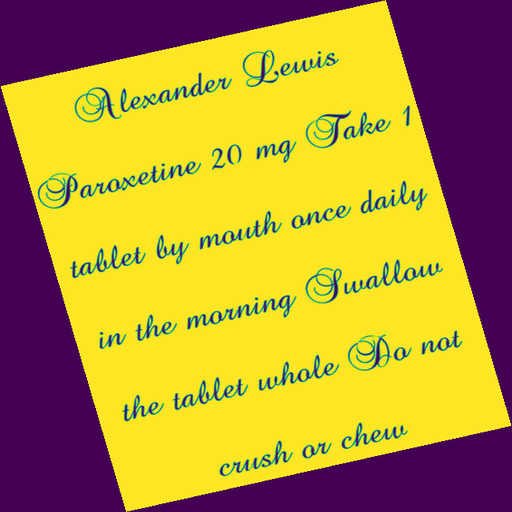 Alexander Lewis
Paroxetine 20 mg Take 1
tablet by mouth once daily
in the morning Swallow
the tablet whole Do not
crush or chew